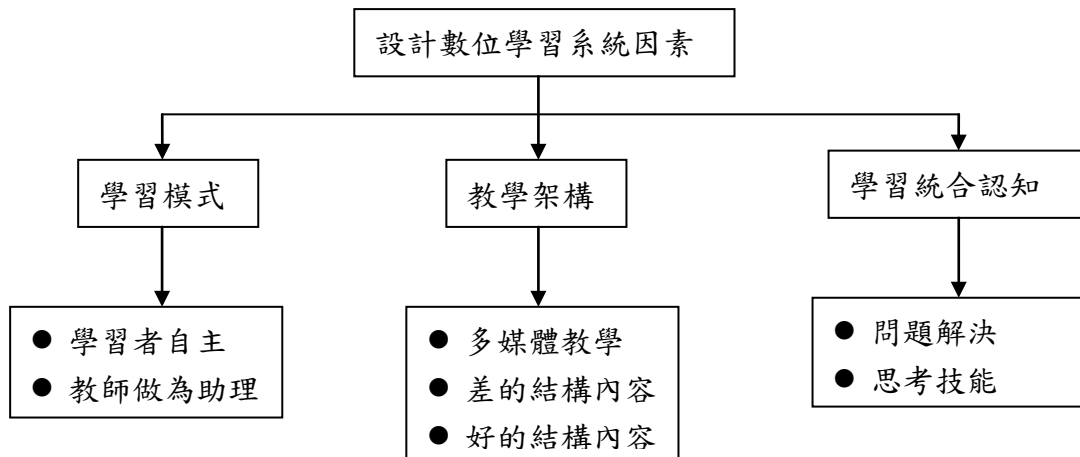 設計數位學習系統因素
學習模式
教學架構
學習統合認知
● 學習者自主
● 教師做為助理
● 多媒體教學
● 差的結構內容
● 好的結構內容
● 問題解決
● 思考技能